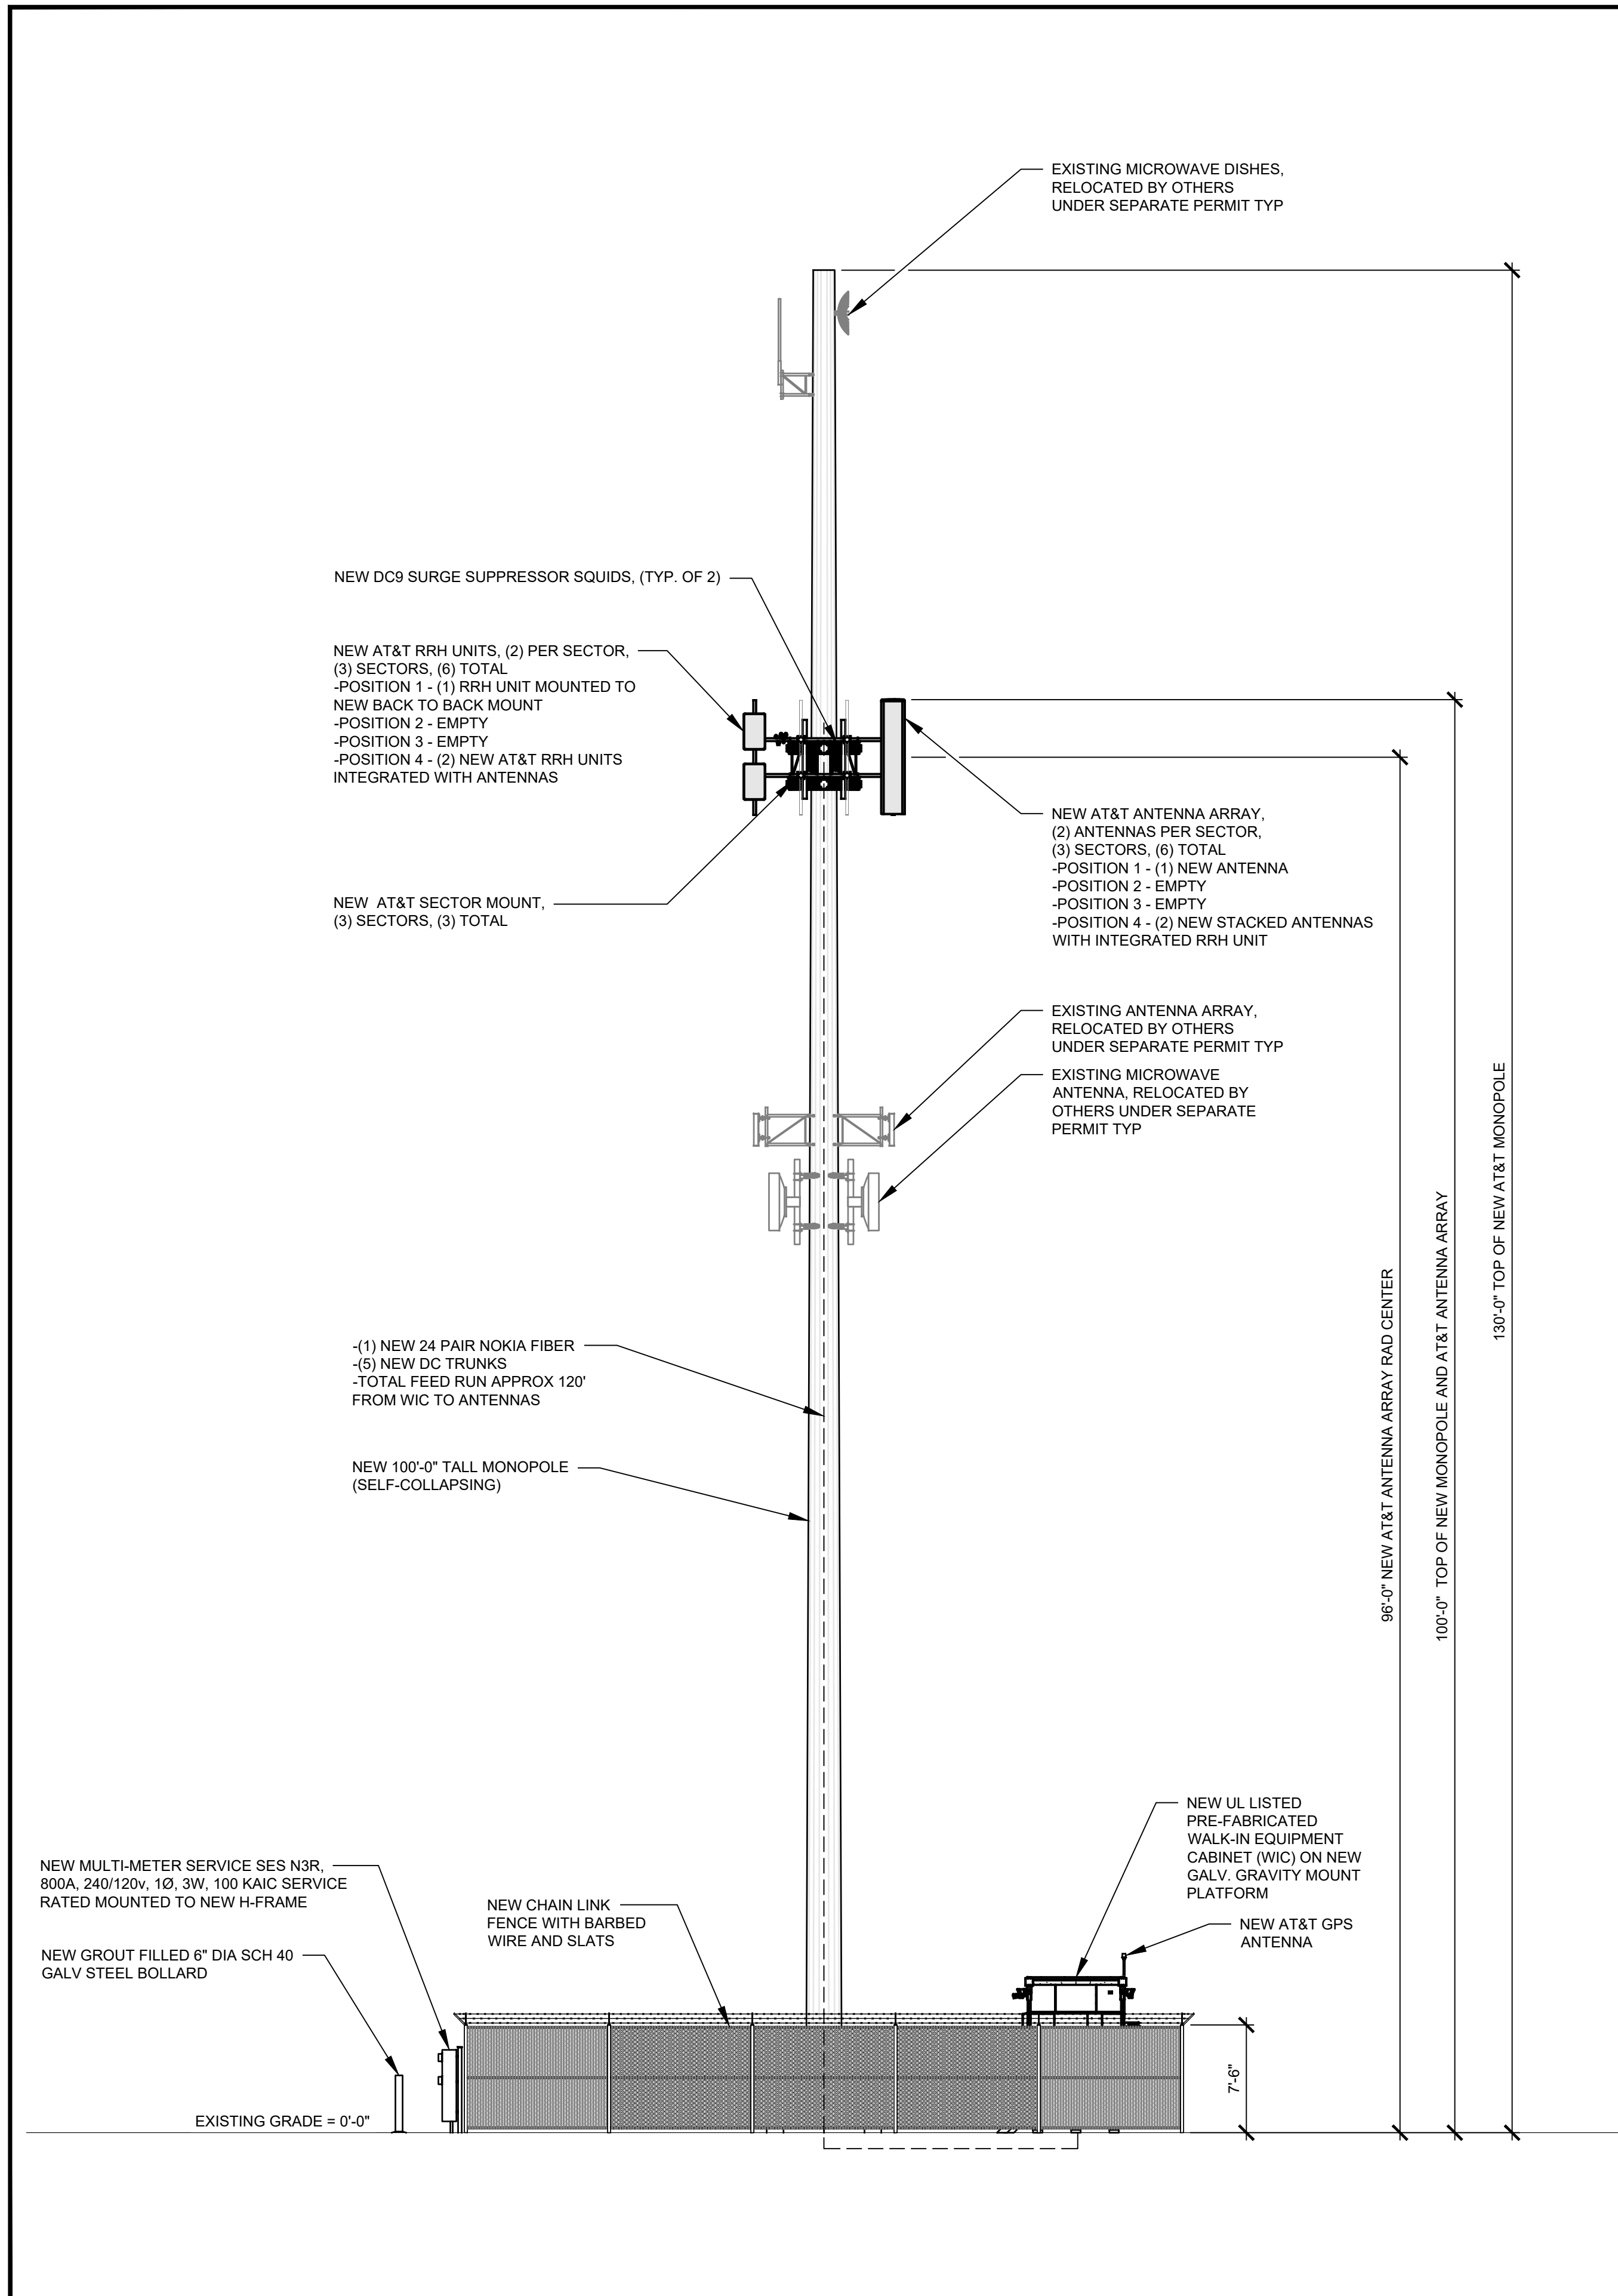 EXISTING MICROWAVE DISHES,
RELOCATED BY OTHERS
UNDER SEPARATE PERMIT TYP
NEW DC9 SURGE SUPPRESSOR SQUIDS, (TYP. OF 2)
NEW AT&T RRH UNITS, (2) PER SECTOR,
(3) SECTORS, (6) TOTAL
-POSITION 1 - (1) RRH UNIT MOUNTED TO
NEW BACK TO BACK MOUNT
-POSITION 2 - EMPTY
-POSITION 3 - EMPTY
-POSITION 4 - (2) NEW AT&T RRH UNITS
INTEGRATED WITH ANTENNAS
NEW AT&T SECTOR MOUNT,
(3) SECTORS, (3) TOTAL
NEW AT&T ANTENNA ARRAY,
(2) ANTENNAS PER SECTOR,
(3) SECTORS, (6) TOTAL
-POSITION 1 - (1) NEW ANTENNA
-POSITION 2 - EMPTY
-POSITION 3 - EMPTY
-POSITION 4 - (2) NEW STACKED ANTENNAS
WITH INTEGRATED RRH UNIT
EXISTING ANTENNA ARRAY,
RELOCATED BY OTHERS
UNDER SEPARATE PERMIT TYP
EXISTING MICROWAVE
ANTENNA, RELOCATED BY
OTHERS UNDER SEPARATE
PERMIT TYP
96'-0" NEW AT&T ANTENNA ARRAY RAD CENTER
100'-0" TOP OF NEW MONOPOLE AND AT&T ANTENNA ARRAY
130'-0" TOP OF NEW AT&T MONOPOLE
-(1) NEW 24 PAIR NOKIA FIBER
-(5) NEW DC TRUNKS
-TOTAL FEED RUN APPROX 120'
FROM WIC TO ANTENNAS
NEW 100'-0" TALL MONOPOLE
(SELF-COLLAPSING)
NEW UL LISTED
PRE-FABRICATED
WALK-IN EQUIPMENT
CABINET (WIC) ON NEW
GALV. GRAVITY MOUNT
PLATFORM
NEW AT&T GPS
ANTENNA
NEW MULTI-METER SERVICE SES N3R,
800A, 240/120v, 1Ø, 3W, 100 KAIC SERVICE
RATED MOUNTED TO NEW H-FRAME
NEW CHAIN LINK
FENCE WITH BARBED
WIRE AND SLATS
NEW GROUT FILLED 6" DIA SCH 40
GALV STEEL BOLLARD
7'-6"
EXISTING GRADE = 0'-0"